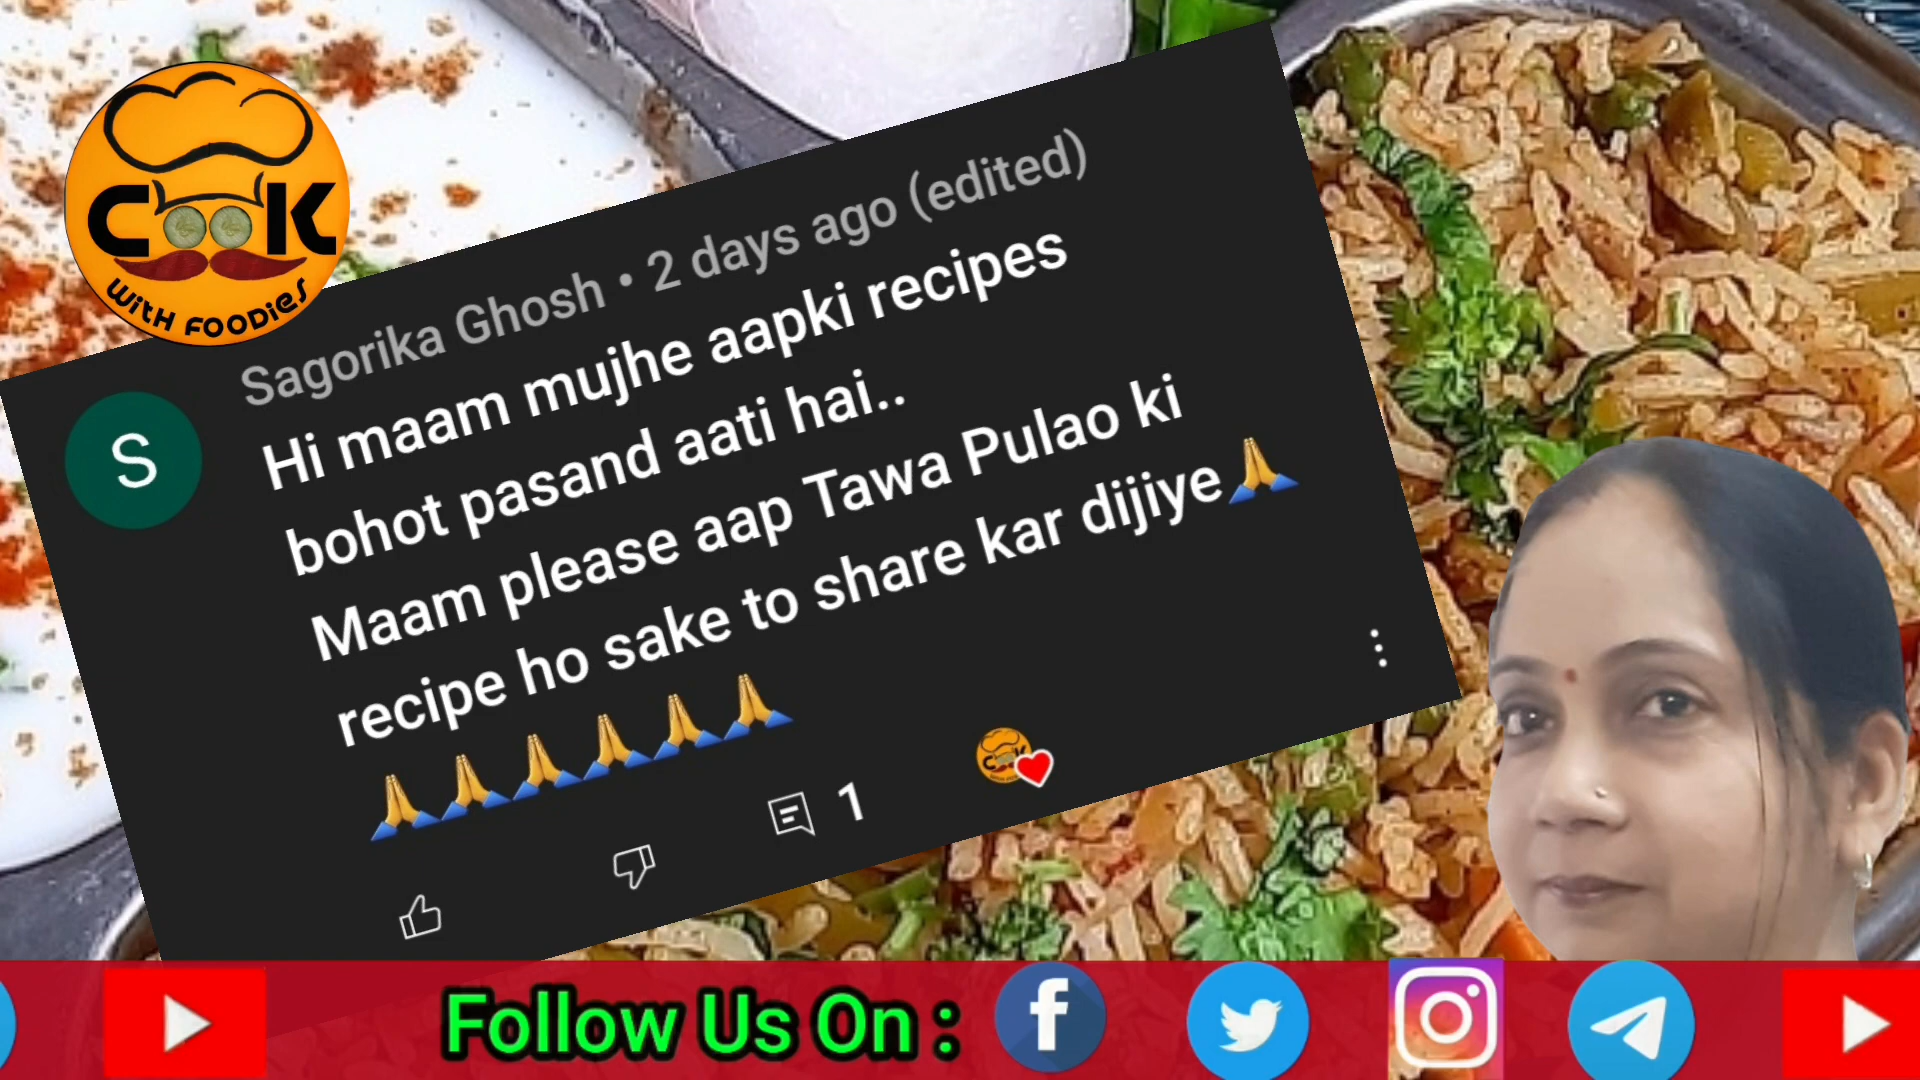 COOK
WITH FOODIES
Sagorika Ghosh • 2 days ago (edited)
S
Hi maam mujhe aapki recipes
bohot pasand aati hai..
Maam please aap Tawa Pulao ki
recipe ho sake to share kar dijiye🙏
🙏🙏🙏🙏🙏🙏
1
Follow Us On :